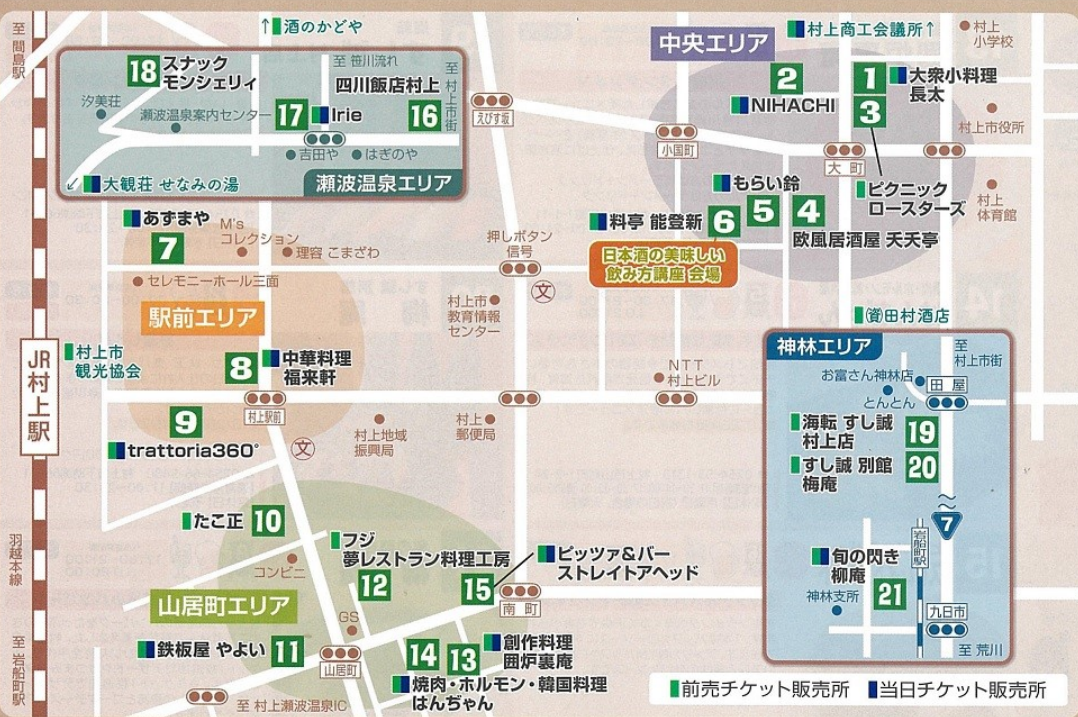 至 間島駅
↑酒のかどや
村上商工会議所↑
村上
小学校
中央エリア
18
スナック
モンシェリィ
至 笹川流れ
四川飯店村上
至 村上市街
汐美荘
瀬波温泉案内センター
17
Irie
16
吉田や
はぎのや
大観荘 せなみの湯
瀬波温泉エリア
えびす坂
2
NIHACHI
1
大衆小料理
長太
3
村上市役所
小国町
大町
もらい鈴
ピクニック
ロースターズ
村上
体育館
料亭 能登新
6
5
4
欧風居酒屋 天天亭
日本酒の美味しい
飲み方講座 会場
あずまや
7
M's
コレクション
理容 こまざわ
押しボタン
信号
セレモニーホール三面
文
村上市
教育情報
センター
駅前エリア
(資)田村酒店
JR村上駅
村上市
観光協会
8
中華料理
福来軒
NTT
村上ビル
村上駅前
9
trattoria360°
文
村上地域
振興局
村上
郵便局
神林エリア
至
村上市街
お富さん神林店
田屋
とんとん
海転 すし誠
村上店
19
すし誠 別館
梅庵
20
7
岩船町駅
旬の閃き
柳庵
21
神林支所
九日市
至 荒川
羽越本線
たこ正
10
コンビニ
フジ
夢レストラン料理工房
12
15
ピッツァ&バー
ストレイトアヘッド
南町
山居町エリア
GS
鉄板屋 やよい
11
山居町
14
13
創作料理
囲炉裏庵
焼肉・ホルモン・韓国料理
はんぢゃん
至 岩船町駅
至 村上瀬波温泉IC
前売チケット販売所 当日チケット販売所